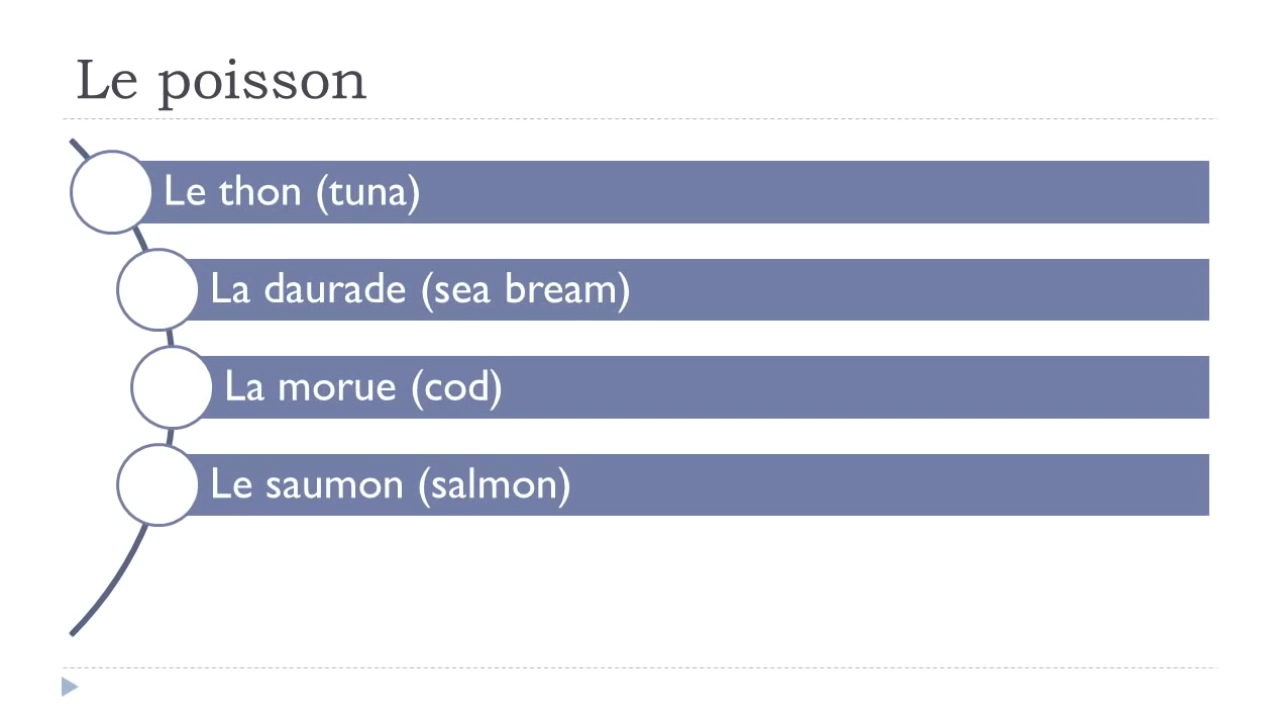 Le poisson
Le thon (tuna)
La daurade (sea bream)
La morue (cod)
Le saumon (salmon)